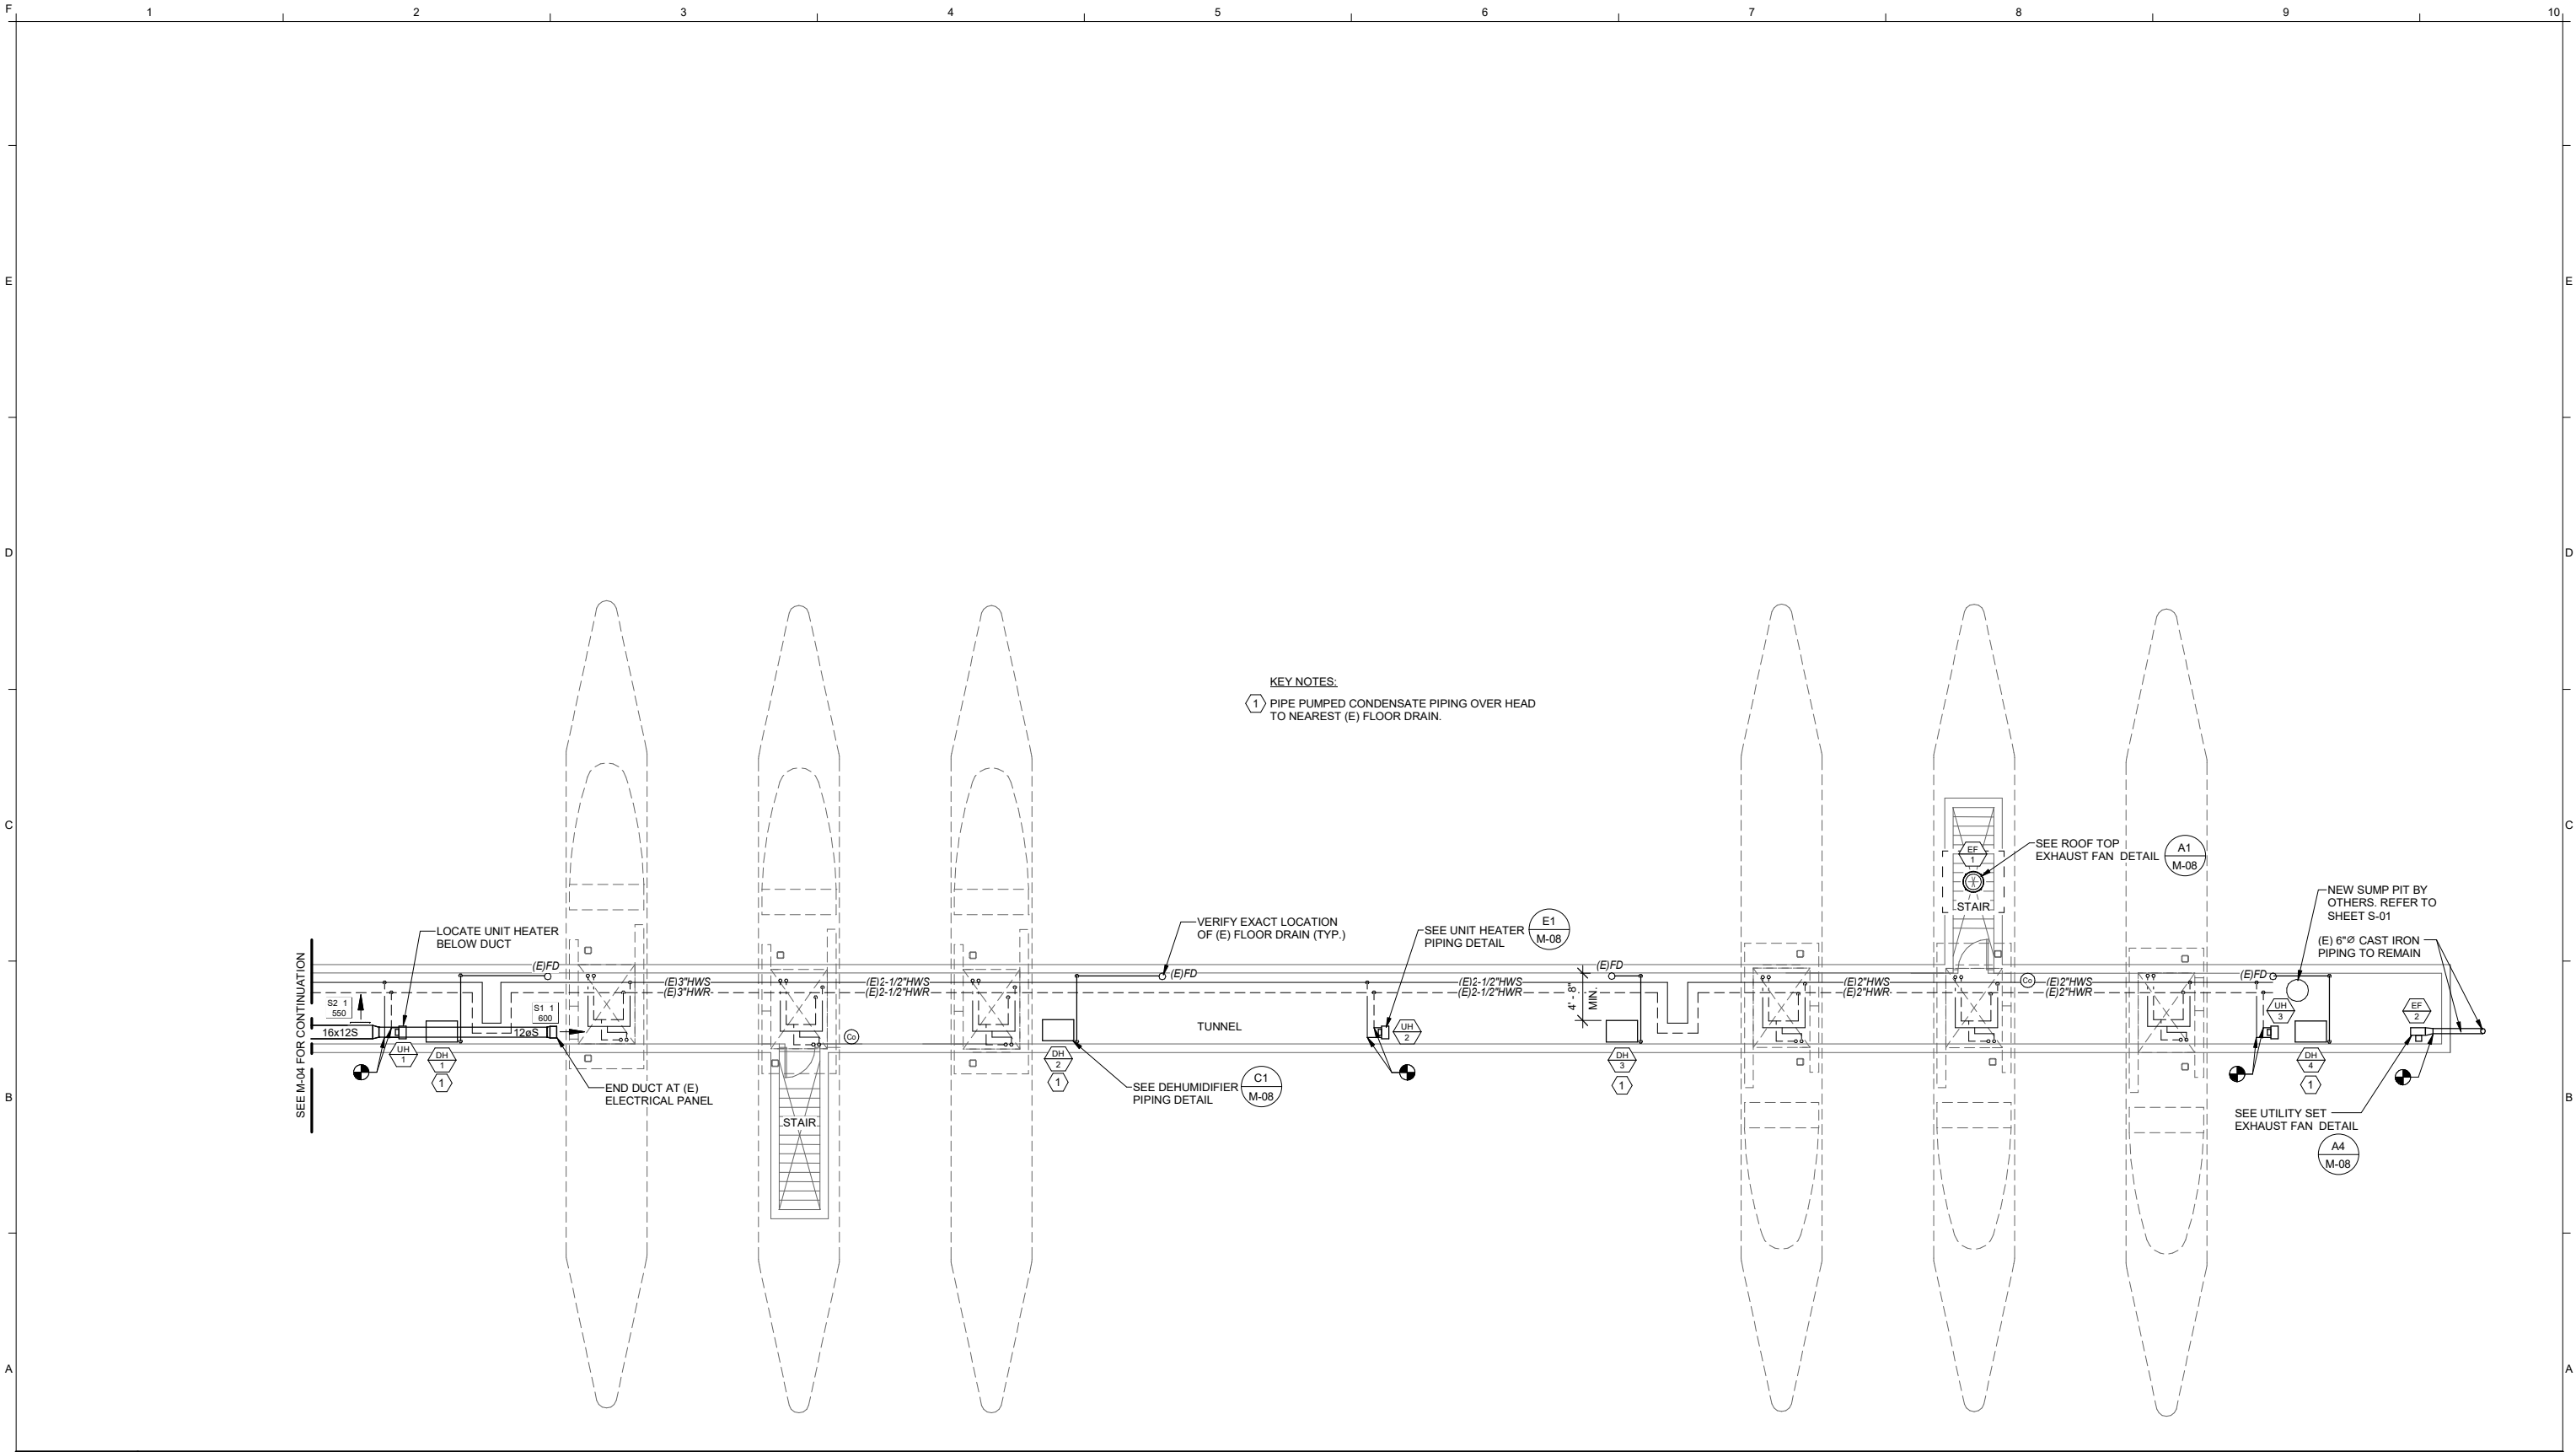 F
1
2
3
4
5
6
7
8
9
10
E
E
D
D
C
C
B
B
A
A
KEY NOTES:
1 PIPE PUMPED CONDENSATE PIPING OVER HEAD
TO NEAREST (E) FLOOR DRAIN.
SEE M-04 FOR CONTINUATION
LOCATE UNIT HEATER
BELOW DUCT
S2 1
550
16x12S
UH
1
DH
1
1
(E)FD
S1 1
600
12øS
END DUCT AT (E)
ELECTRICAL PANEL
(E)3"HWS
(E)3"HWR
STAIR
Co
(E)2-1/2"HWS
(E)2-1/2"HWR
DH
2
1
SEE DEHUMIDIFIER
PIPING DETAIL
C1
M-08
VERIFY EXACT LOCATION
OF (E) FLOOR DRAIN (TYP.)
(E)FD
TUNNEL
SEE UNIT HEATER
PIPING DETAIL
E1
M-08
UH
2
(E)2-1/2"HWS
(E)2-1/2"HWR
4' - 8"
MIN.
(E)FD
DH
3
1
(E)2"HWS
(E)2"HWR
EF
1
STAIR
SEE ROOF TOP
EXHAUST FAN DETAIL
A1
M-08
Co
(E)2"HWS
(E)2"HWR
(E)FD
UH
3
DH
4
1
NEW SUMP PIT BY
OTHERS. REFER TO
SHEET S-01
(E) 6"Ø CAST IRON
PIPING TO REMAIN
EF
2
SEE UTILITY SET
EXHAUST FAN DETAIL
A4
M-08